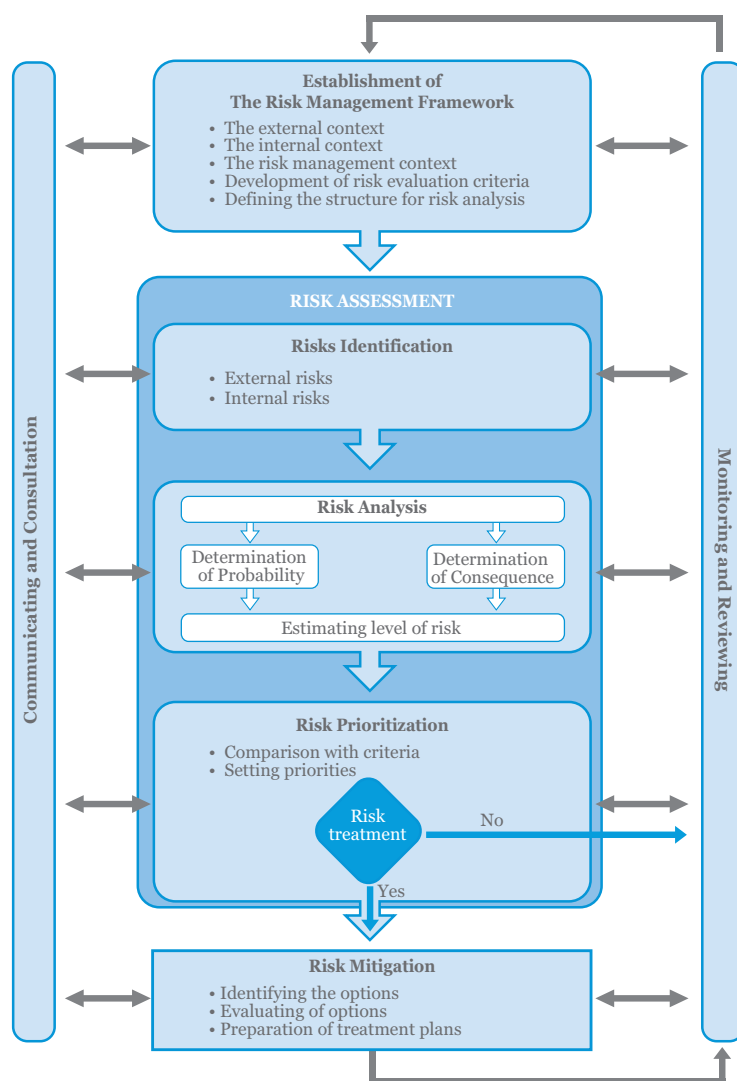 Establishment of
The Risk Management Framework
• The external context
• The internal context
• The risk management context
• Development of risk evaluation criteria
• Defining the structure for risk analysis
RISK ASSESSMENT
Risks Identification
• External risks
• Internal risks
Risk Analysis
Determination
of Probability
Determination
of Consequence
Estimating level of risk
Risk Prioritization
• Comparison with criteria
• Setting priorities
Risk
treatment
No
Yes
Risk Mitigation
• Identifying the options
• Evaluating of options
• Preparation of treatment plans
Communicating and Consultation
Monitoring and Reviewing